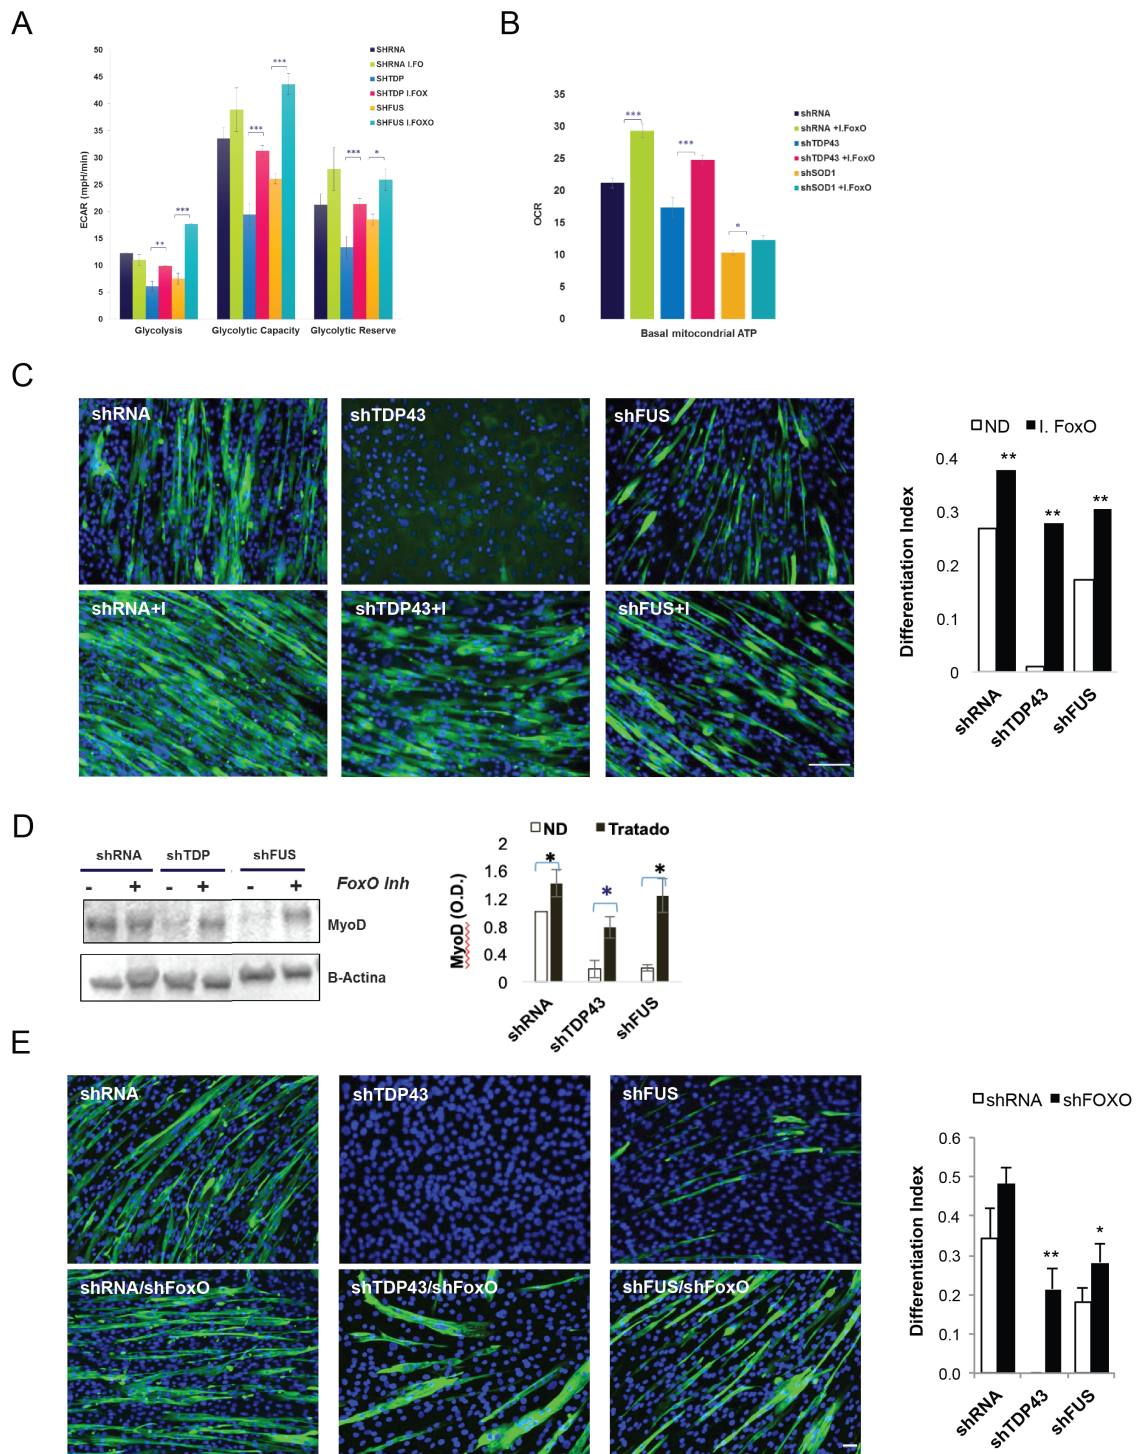 A
50
45
40
35
30
25
20
15
10
5
0
ECAR (mpH/min)
***
***
***
*
***
**
SHRNA
SHRNA I.FO
SHTDP
SHTDP I.FOX
SHFUS
SHFUS I.FOXO
Glycolysis
Glycolytic Capacity
Glycolytic Reserve
B
35
30
25
20
15
10
5
0
OCR
***
***
*
shRNA
shRNA +I.FoxO
shTDP43
shTDP43 +I.FoxO
shSOD1
shSOD1 +I.FoxO
Basal mitocondrial ATP
C
shRNA
shTDP43
shFUS
shRNA+I
shTDP43+I
shFUS+I
ND
I. FoxO
0.4
0.3
0.2
0.1
0
Differentiation Index
**
**
**
shRNA
shTDP43
shFUS
D
shRNA
shTDP
shFUS
- + - + - +
FoxO Inh
MyoD
B-Actina
ND
Tratado
2
1.6
1.2
0.8
0.4
0
MyoD (O.D.)
*
*
*
shRNA
shTDP43
shFUS
E
shRNA
shTDP43
shFUS
shRNA/shFoxO
shTDP43/shFoxO
shFUS/shFoxO
shRNA
shFOXO
0.6
0.5
0.4
0.3
0.2
0.1
0.0
Differentiation Index
**
*
shRNA
shTDP43
shFUS